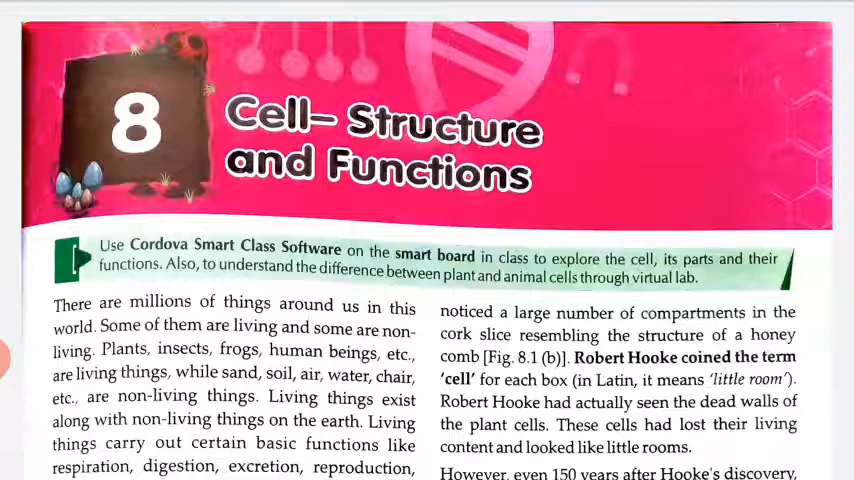 8
Cell– Structure
and Functions
Use Cordova Smart Class Software on the smart board in class to explore the cell, its parts and their
functions. Also, to understand the difference between plant and animal cells through virtual lab.
There are millions of things around us in this
world. Some of them are living and some are non-
living. Plants, insects, frogs, human beings, etc.,
are living things, while sand, soil, air, water, chair,
etc., are non-living things. Living things exist
along with non-living things on the earth. Living
things carry out certain basic functions like
respiration, digestion, excretion, reproduction,
noticed a large number of compartments in the
cork slice resembling the structure of a honey
comb [Fig. 8.1 (b)]. Robert Hooke coined the term
‘cell’ for each box (in Latin, it means ‘little room’).
Robert Hooke had actually seen the dead walls of
the plant cells. These cells had lost their living
content and looked like little rooms.
However, even 150 years after Hooke's discovery,